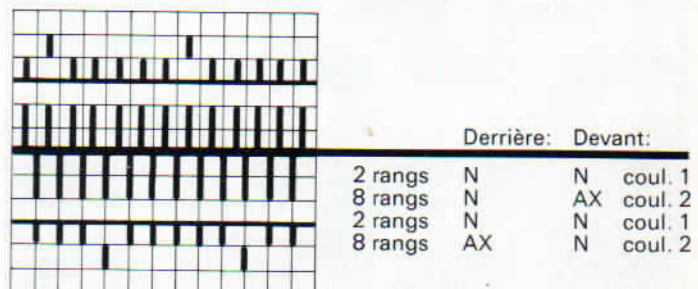 Derrière: Devant:
2 rangs N N coul. 1
8 rangs N AX coul. 2
2 rangs N N coul. 1
8 rangs AX N coul. 2